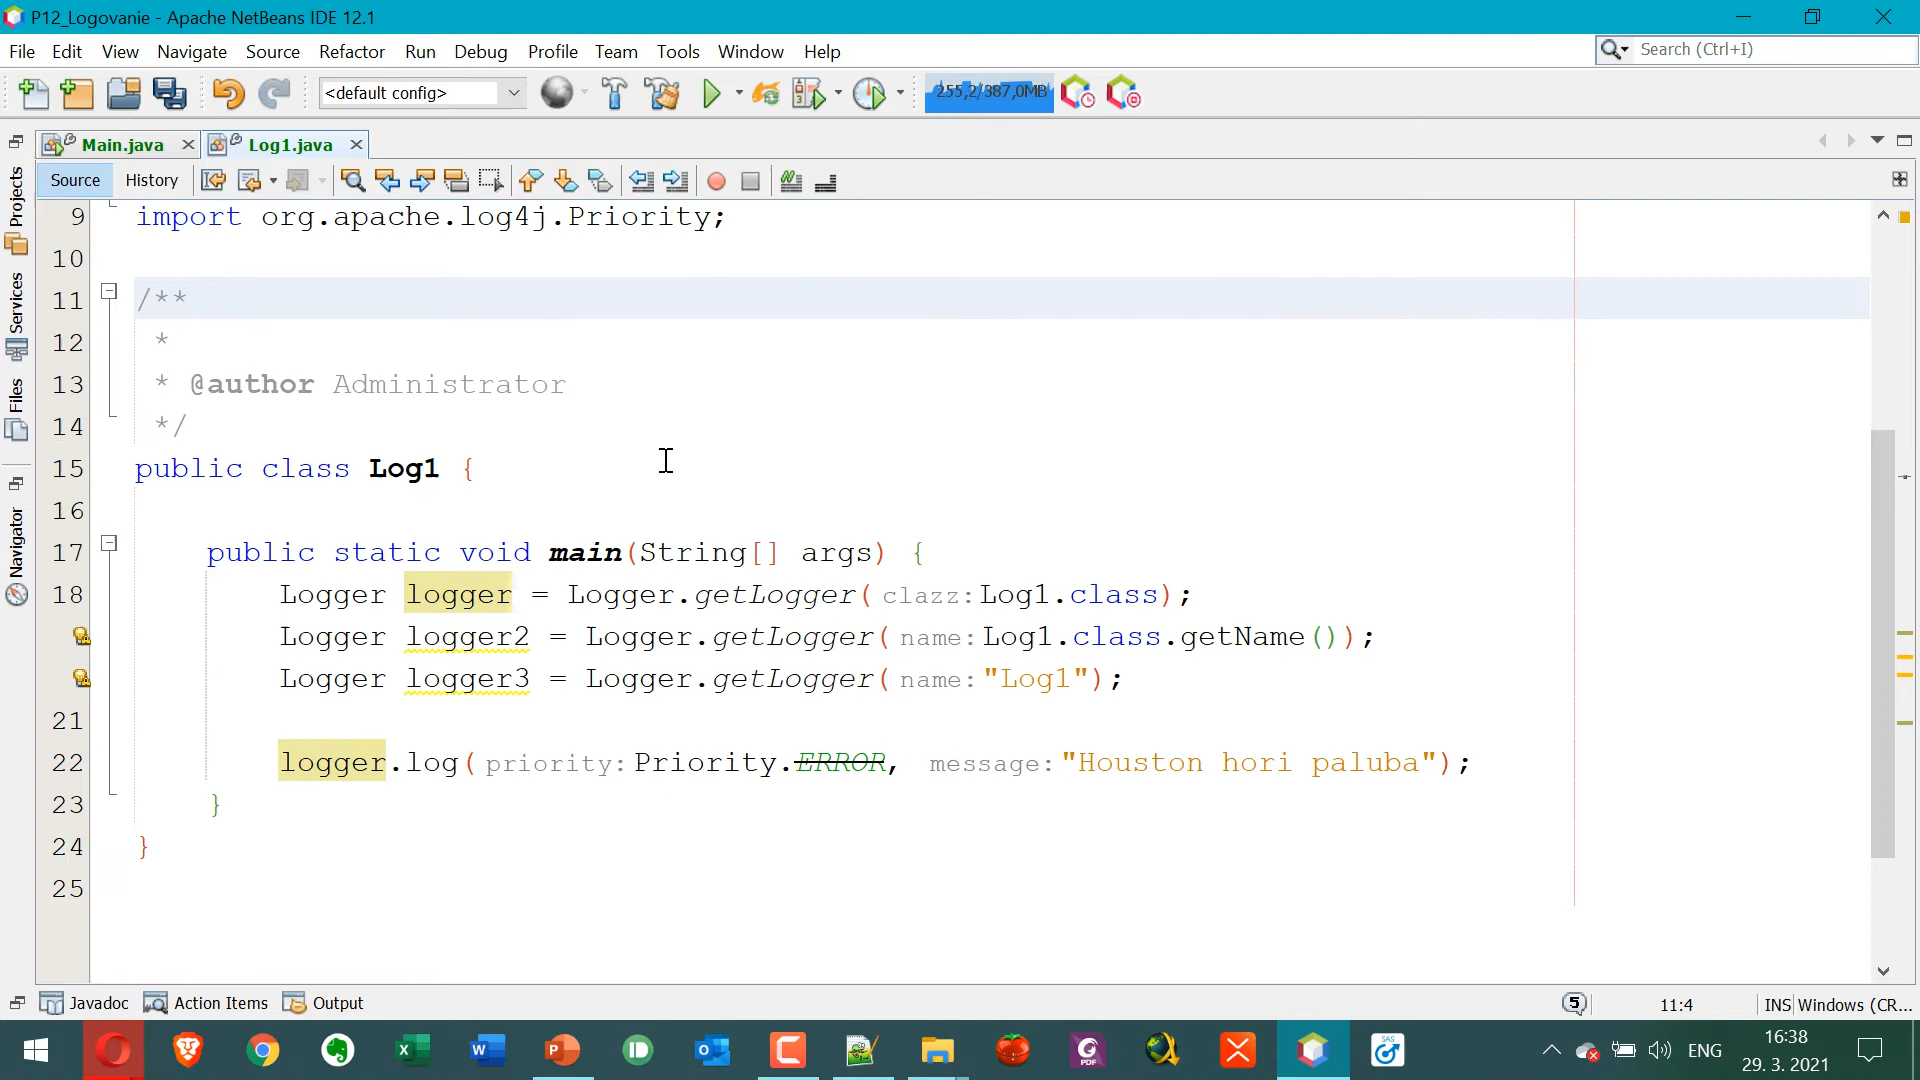 P12_Logovanie - Apache NetBeans IDE 12.1
File Edit View Navigate Source Refactor Run Debug Profile Team Tools Window Help
Search (Ctrl+I)
<default config>
255,2/387,0MB
Main.java
Log1.java
Source History
Projects
Services
Files
Navigator
9 import org.apache.log4j.Priority;
10
11 /**
12 *
13 * @author Administrator
14 */
15 public class Log1 {
16
17 public static void main(String[] args) {
18 Logger logger = Logger.getLogger(clazz:Log1.class);
Logger logger2 = Logger.getLogger(name:Log1.class.getName());
Logger logger3 = Logger.getLogger(name:"Log1");
21
22 logger.log(priority:Priority.ERROR, message:"Houston hori paluba");
23 }
24 }
25
Javadoc Action Items Output
5 11:4 INS Windows (CR...
ENG
16:38
29. 3. 2021